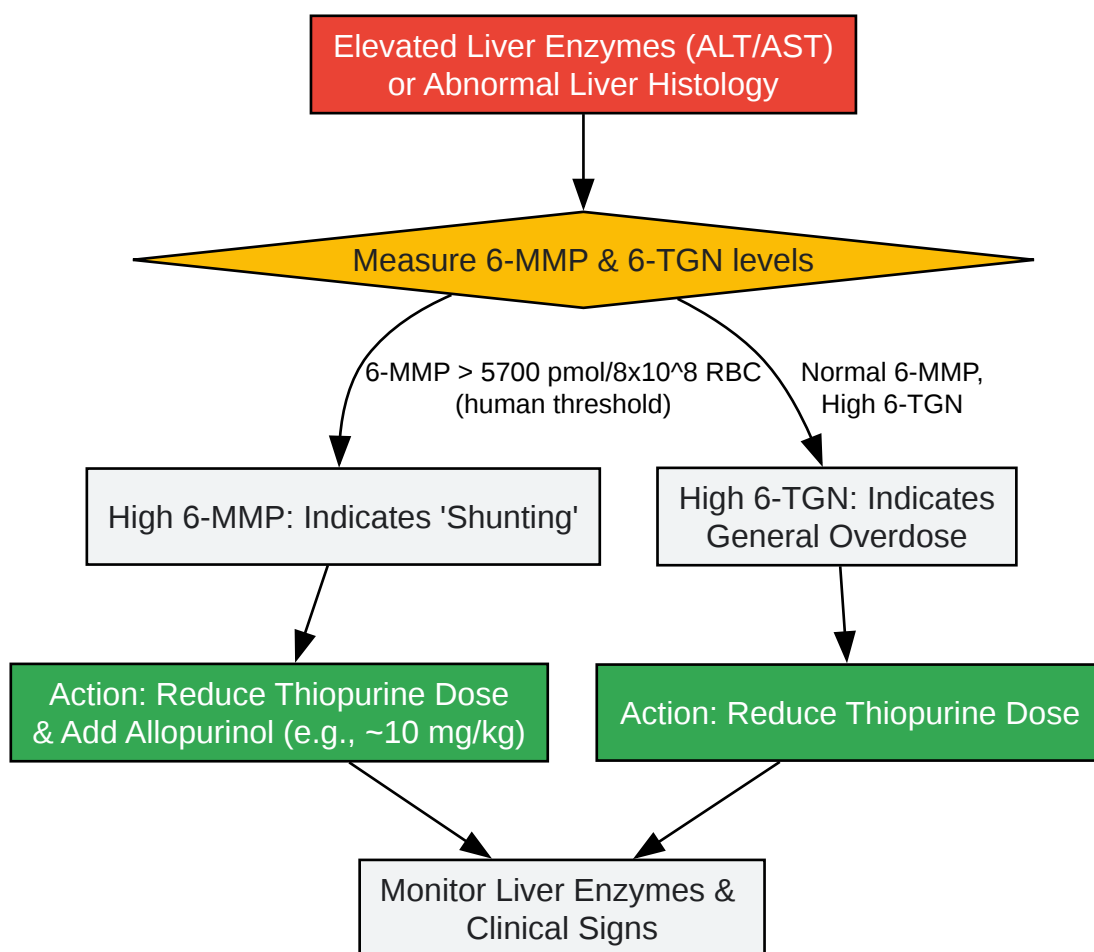 Elevated Liver Enzymes (ALT/AST)
or Abnormal Liver Histology
Measure 6-MMP & 6-TGN levels
6-MMP > 5700 pmol/8x10^8 RBC
(human threshold)
Normal 6-MMP,
High 6-TGN
High 6-MMP: Indicates 'Shunting'
High 6-TGN: Indicates
General Overdose
Action: Reduce Thiopurine Dose
& Add Allopurinol (e.g., ~10 mg/kg)
Action: Reduce Thiopurine Dose
Monitor Liver Enzymes &
Clinical Signs